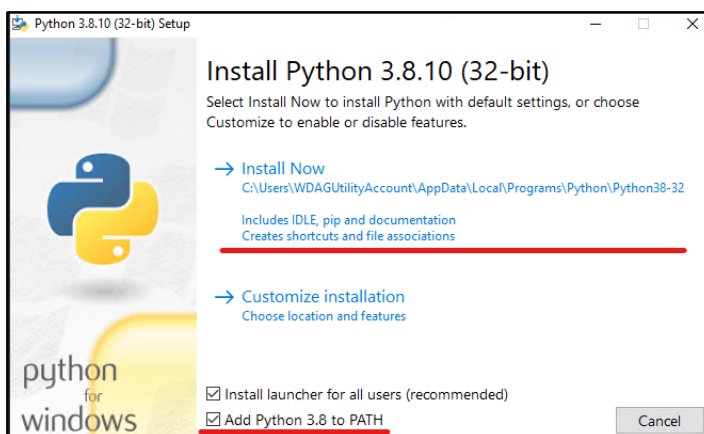 Python 3.8.10 (32-bit) Setup
Install Python 3.8.10 (32-bit)
Select Install Now to install Python with default settings, or choose
Customize to enable or disable features.
Install Now
C:\Users\WDAGUtilityAccount\AppData\Local\Programs\Python\Python38-32
Includes IDLE, pip and documentation
Creates shortcuts and file associations
Customize installation
Choose location and features
python
for
windows
Install launcher for all users (recommended)
Add Python 3.8 to PATH
Cancel